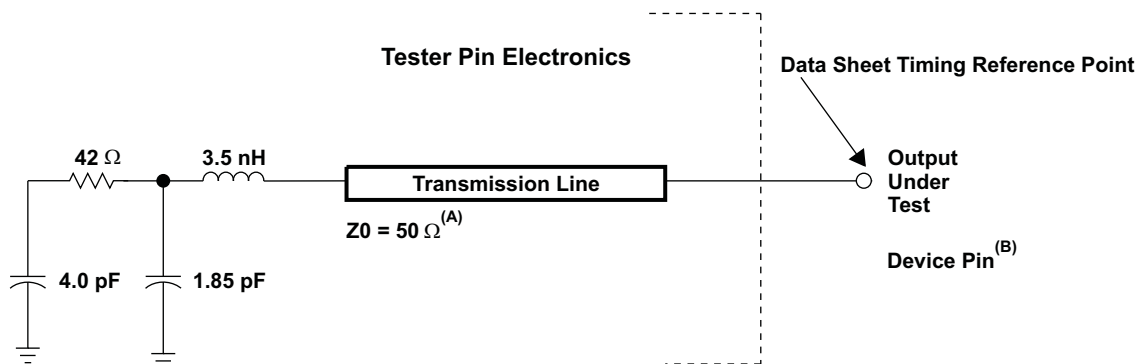 Tester Pin Electronics
Data Sheet Timing Reference Point
42 Ω
3.5 nH
Transmission Line
Output
Under
Test
Z0 = 50 Ω(A)
Device Pin(B)
4.0 pF
1.85 pF